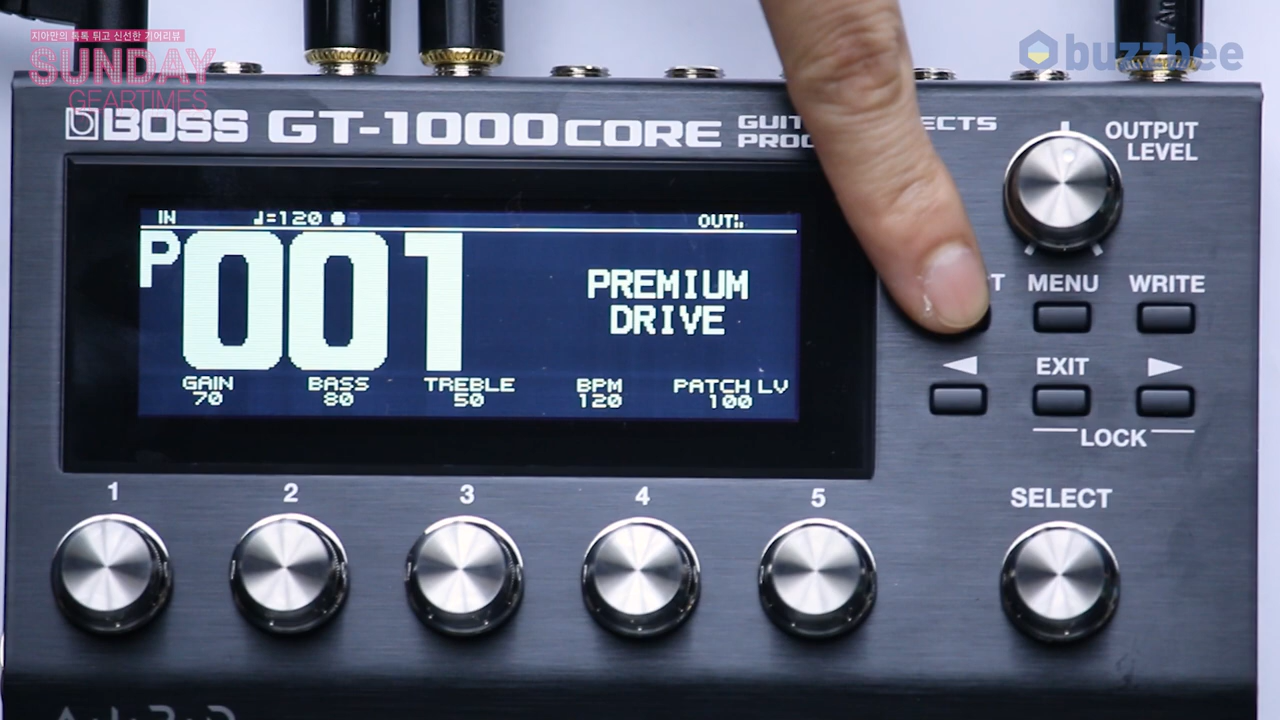 지아만의 톡톡 튀고 신선한 기어리뷰
SUNDAY
GEARTIMES
buzzbee
BOSS GT-1000CORE
OUTPUT
LEVEL
IN ♩=120 OUT
P001
PREMIUM
DRIVE
GAIN BASS TREBLE BPM PATCH LV
70 80 50 120 100
MENU WRITE
EXIT
LOCK
1 2 3 4 5
SELECT